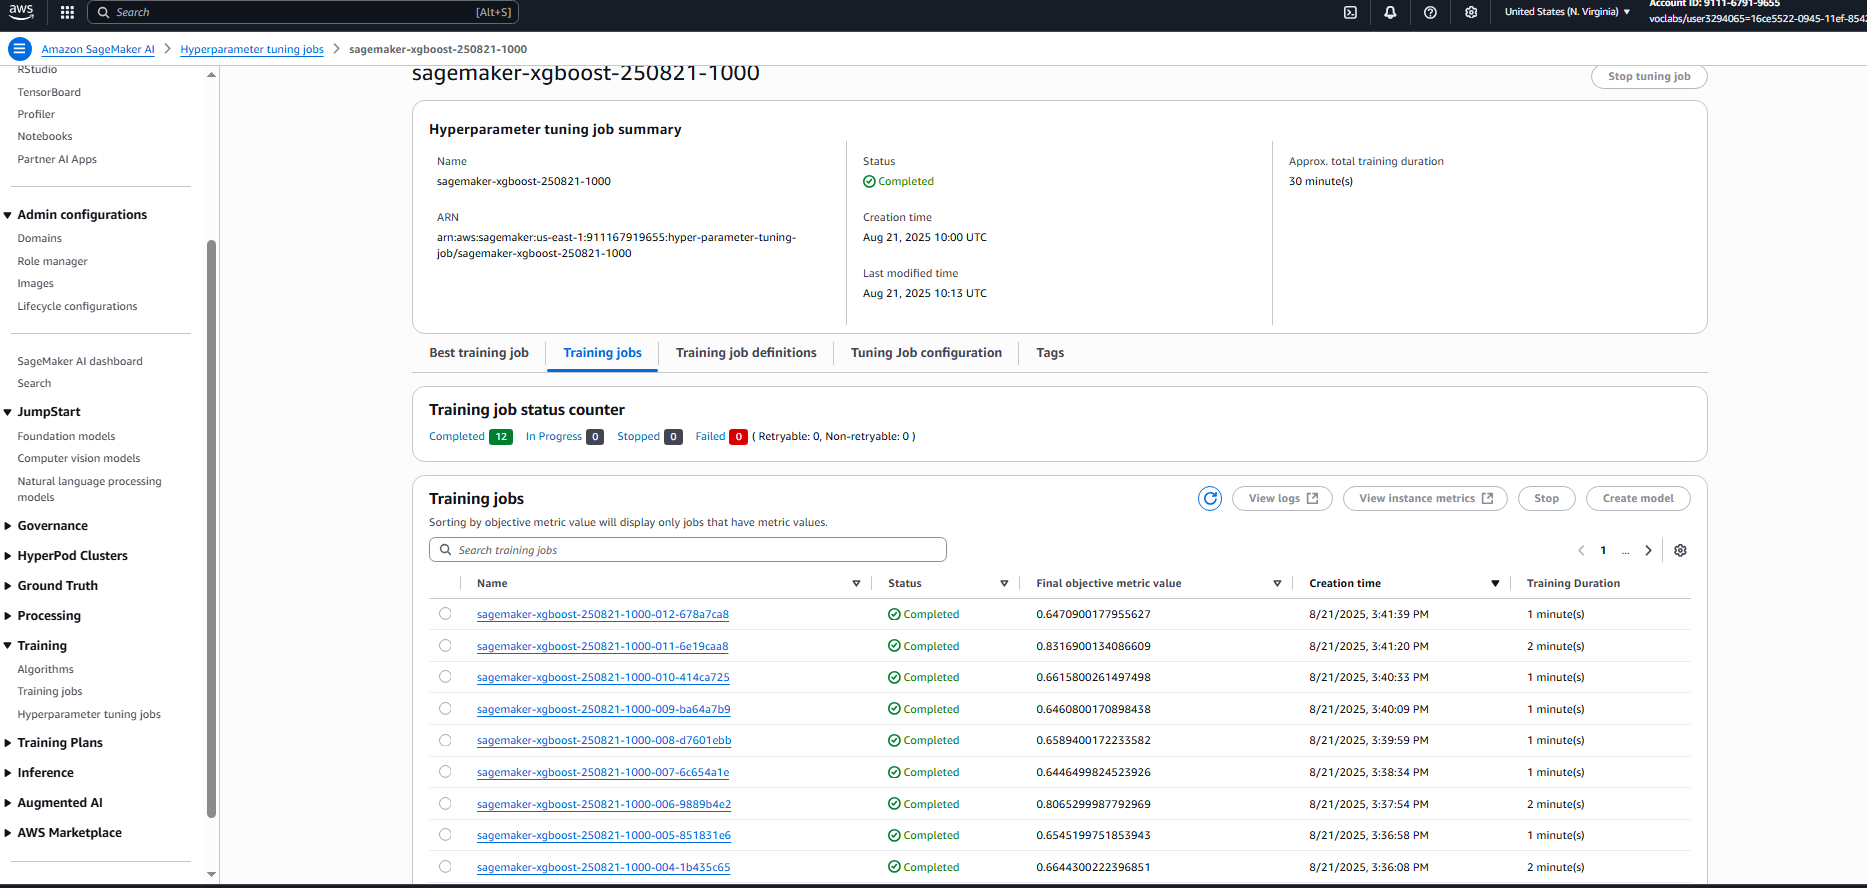 aws
Search [Alt+S]
United States (N. Virginia)
Account ID: 9111-6791-9655
voclabs/user3294065=16ce5522-0945-11ef-854
Amazon SageMaker AI > Hyperparameter tuning jobs > sagemaker-xgboost-250821-1000
RStudio
TensorBoard
Profiler
Notebooks
Partner AI Apps
Admin configurations
Domains
Role manager
Images
Lifecycle configurations
SageMaker AI dashboard
Search
JumpStart
Foundation models
Computer vision models
Natural language processing
models
Governance
HyperPod Clusters
Ground Truth
Processing
Training
Algorithms
Training jobs
Hyperparameter tuning jobs
Training Plans
Inference
Augmented AI
AWS Marketplace
sagemaker-xgboost-250821-1000
Stop tuning job
Hyperparameter tuning job summary
Name
sagemaker-xgboost-250821-1000
ARN
arn:aws:sagemaker:us-east-1:911167919655:hyper-parameter-tuning-
job/sagemaker-xgboost-250821-1000
Status
Completed
Creation time
Aug 21, 2025 10:00 UTC
Last modified time
Aug 21, 2025 10:13 UTC
Approx. total training duration
30 minute(s)
Best training job Training jobs Training job definitions Tuning Job configuration Tags
Training job status counter
Completed 12 In Progress 0 Stopped 0 Failed 0 ( Retryable: 0, Non-retryable: 0 )
Training jobs
View logs View instance metrics Stop Create model
Sorting by objective metric value will display only jobs that have metric values.
Search training jobs
1 ...
Name Status Final objective metric value Creation time Training Duration
sagemaker-xgboost-250821-1000-012-678a7ca8 Completed 0.6470900177955627 8/21/2025, 3:41:39 PM 1 minute(s)
sagemaker-xgboost-250821-1000-011-6e19caa8 Completed 0.8316900134086609 8/21/2025, 3:41:20 PM 2 minute(s)
sagemaker-xgboost-250821-1000-010-414ca725 Completed 0.6615800261497498 8/21/2025, 3:40:33 PM 1 minute(s)
sagemaker-xgboost-250821-1000-009-ba64a7b9 Completed 0.6460800170898438 8/21/2025, 3:40:09 PM 1 minute(s)
sagemaker-xgboost-250821-1000-008-d7601ebb Completed 0.6589400172233582 8/21/2025, 3:39:59 PM 1 minute(s)
sagemaker-xgboost-250821-1000-007-6c654a1e Completed 0.6446499824523926 8/21/2025, 3:38:34 PM 1 minute(s)
sagemaker-xgboost-250821-1000-006-9889b4e2 Completed 0.8065299987792969 8/21/2025, 3:37:54 PM 2 minute(s)
sagemaker-xgboost-250821-1000-005-851831e6 Completed 0.6545199751853943 8/21/2025, 3:36:58 PM 1 minute(s)
sagemaker-xgboost-250821-1000-004-1b435c65 Completed 0.6644300222396851 8/21/2025, 3:36:08 PM 2 minute(s)